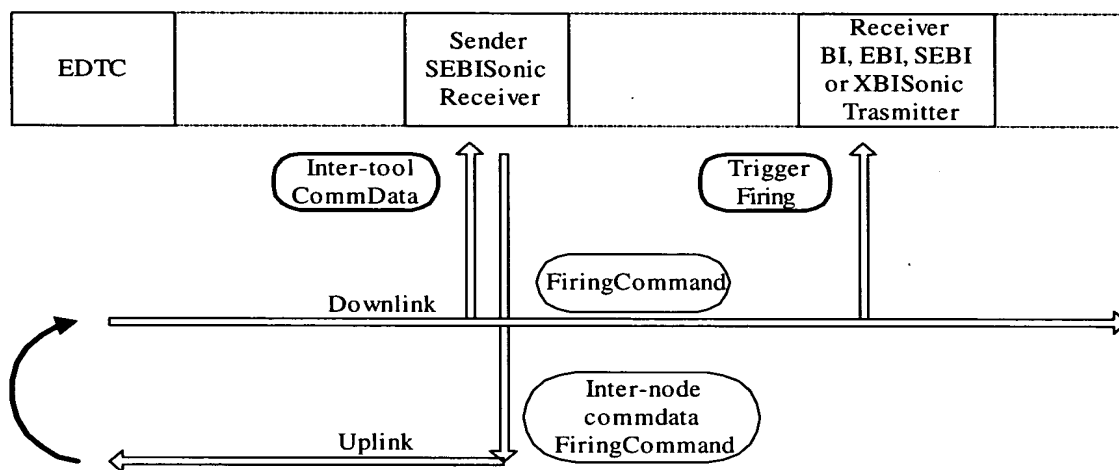 EDTC
Sender
SEBISonic
Receiver
Receiver
BI, EBI, SEBI
or XBISonic
Trasmitter
Inter-tool
CommData
Trigger
Firing
FiringCommand
Downlink
Inter-node
commdata
FiringCommand
Uplink